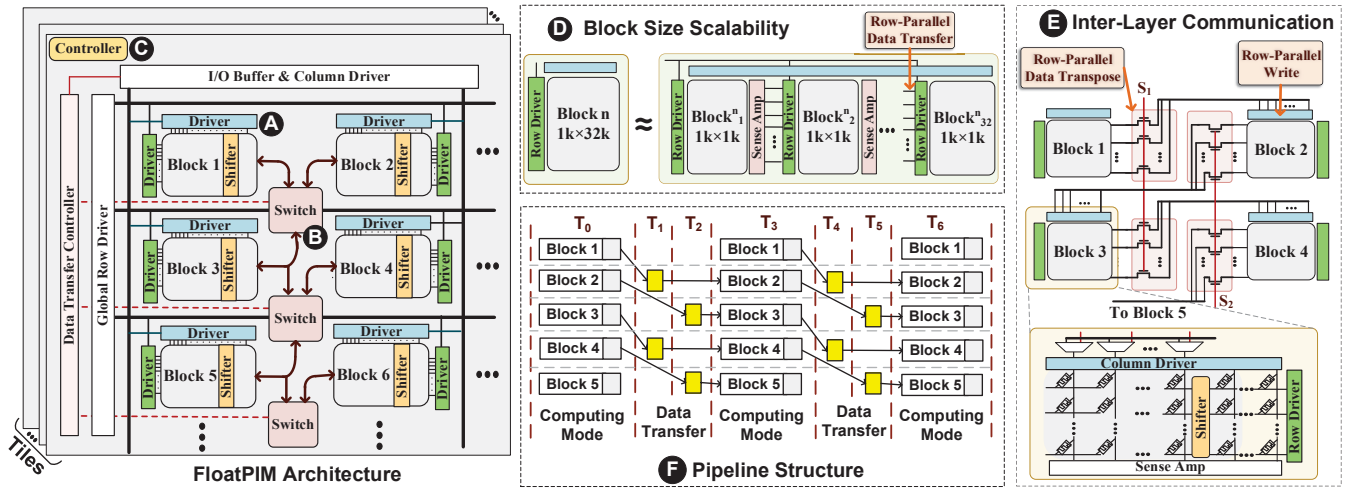 Controller
C
I/O Buffer & Column Driver
Data Transfer Controller
Global Row Driver
Driver
A
Driver
Driver
Block 1
Shifter
Block 2
Shifter
Driver
...
Switch
B
Driver
Driver
Driver
Block 3
Shifter
Block 4
Shifter
Driver
...
Switch
Driver
Driver
Driver
Block 5
Shifter
Block 6
Shifter
Driver
...
Switch
...
Tiles
FloatPIM Architecture
D Block Size Scalability
Row-Parallel
Data Transfer
Row Driver
Block n
1k×32k
≈
Row Driver
Block^n_1
1k×1k
Sense Amp
Row Driver
Block^n_2
1k×1k
Sense Amp
...
Row Driver
Block^n_32
1k×1k
T0 T1 T2 T3 T4 T5 T6
Block 1 Block 1 Block 1
Block 2 Block 2 Block 2
Block 3 Block 3 Block 3
Block 4 Block 4 Block 4
Block 5 Block 5 Block 5
Computing Data Computing Data Computing
Mode Transfer Mode Transfer Mode
F Pipeline Structure
E Inter-Layer Communication
Row-Parallel
Data Transpose
S1
Row-Parallel
Write
Block 1
Block 2
Block 3
Block 4
S2
To Block 5
Column Driver
Shifter
Row Driver
Sense Amp